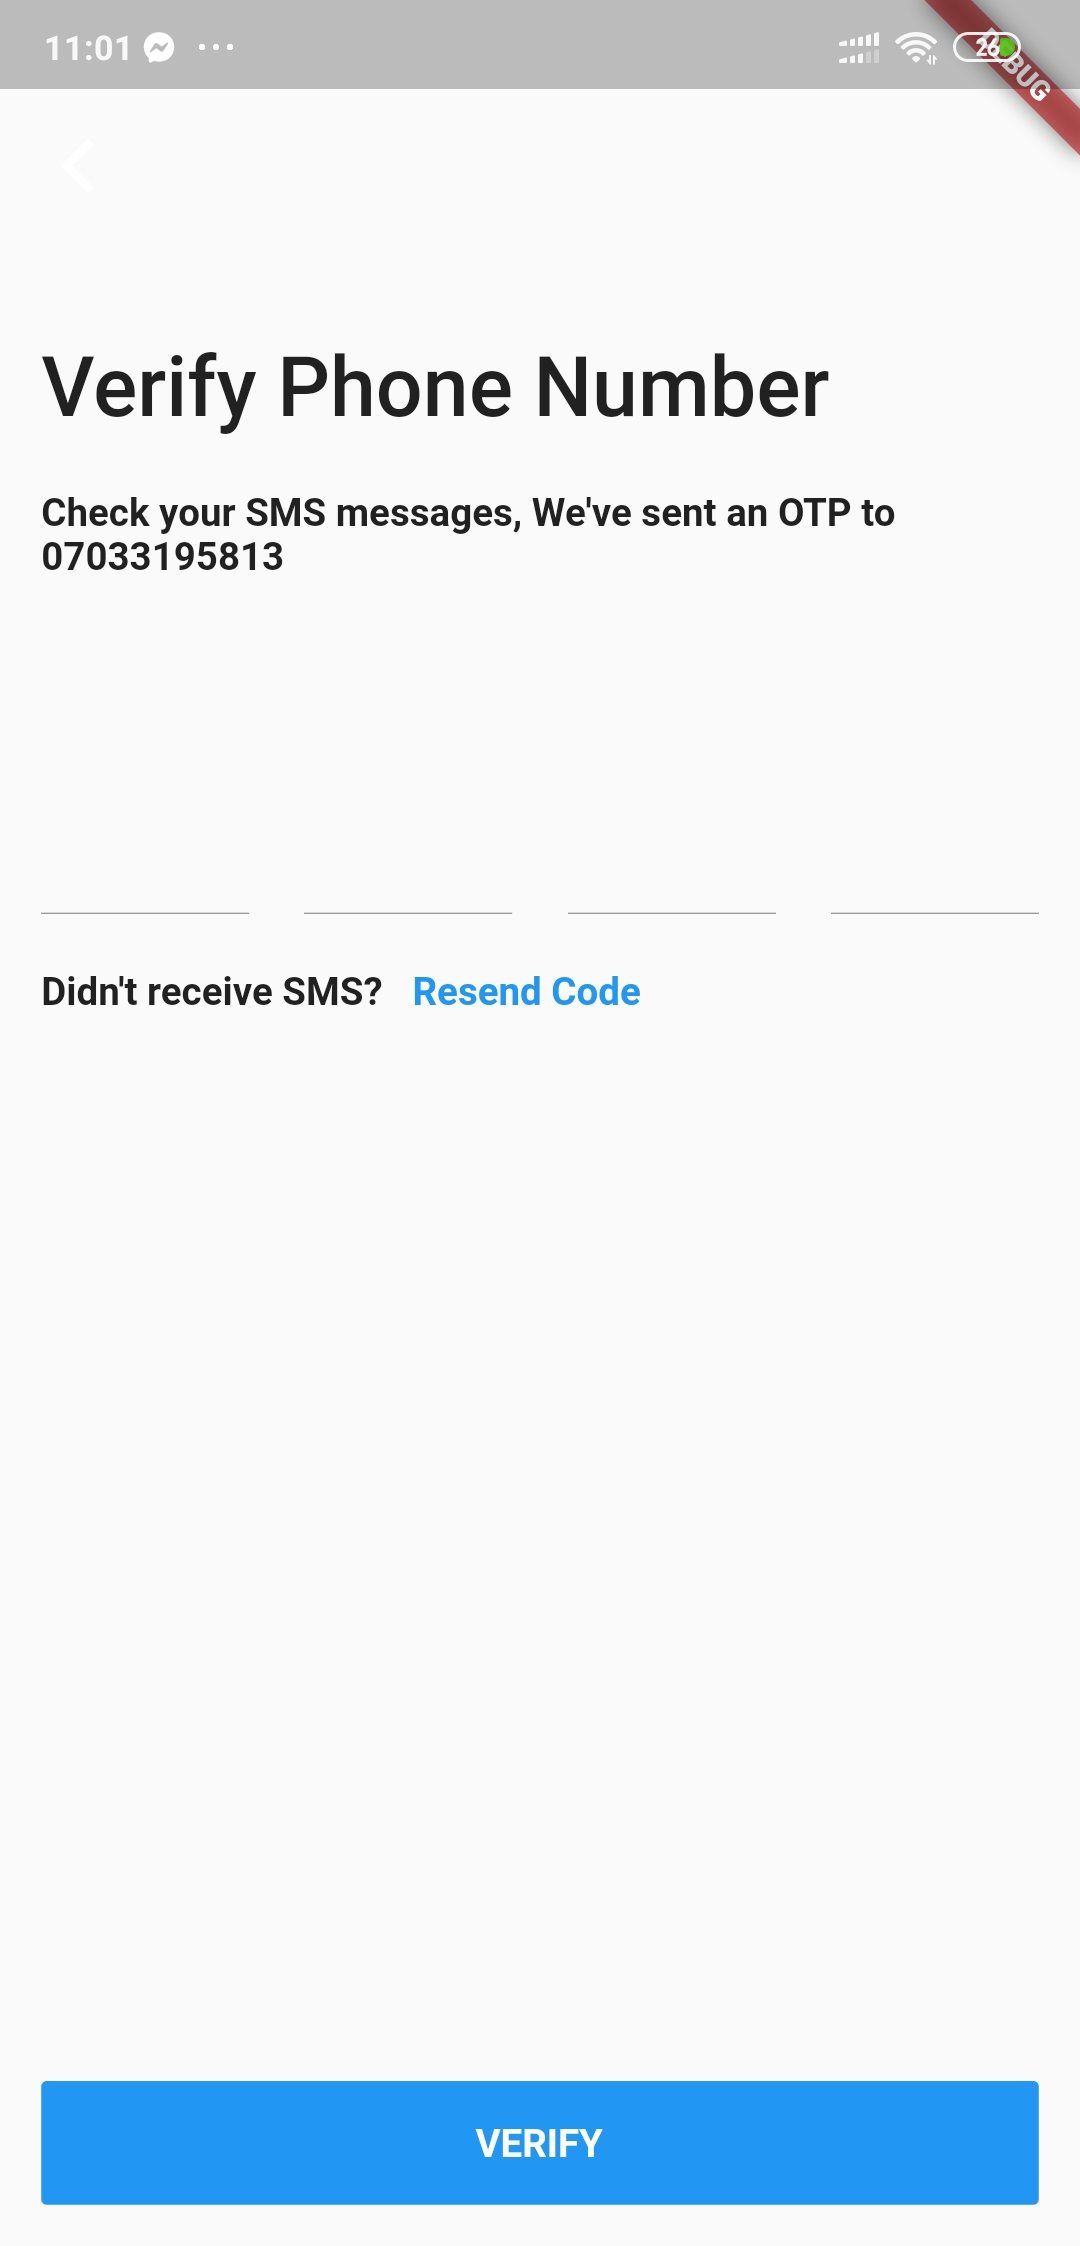 11:01
26
DEBUG
Verify Phone Number
Check your SMS messages, We've sent an OTP to
07033195813
Didn't receive SMS? Resend Code
VERIFY